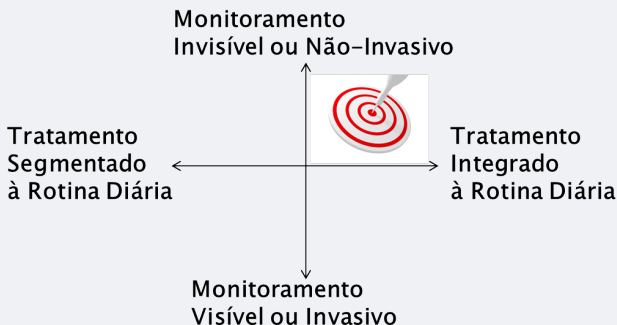 Monitoramento
Invisível ou Não-Invasivo
Tratamento
Segmentado
à Rotina Diária
Tratamento
Integrado
à Rotina Diária
Monitoramento
Visível ou Invasivo